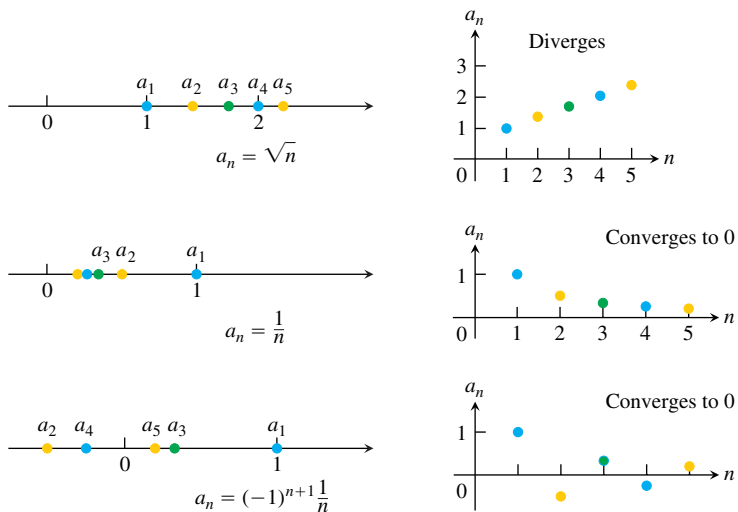 a₁ a₂ a₃ a₄ a₅
0 1 2
aₙ = √n
aₙ
Diverges
3
2
1
0
1 2 3 4 5
n
a₃ a₂ a₁
0 1
aₙ = 1/n
aₙ
Converges to 0
1
0
1 2 3 4 5
n
a₂ a₄ a₅ a₃ a₁
0 1
aₙ = (−1)ⁿ⁺¹ 1/n
aₙ
Converges to 0
1
0
n